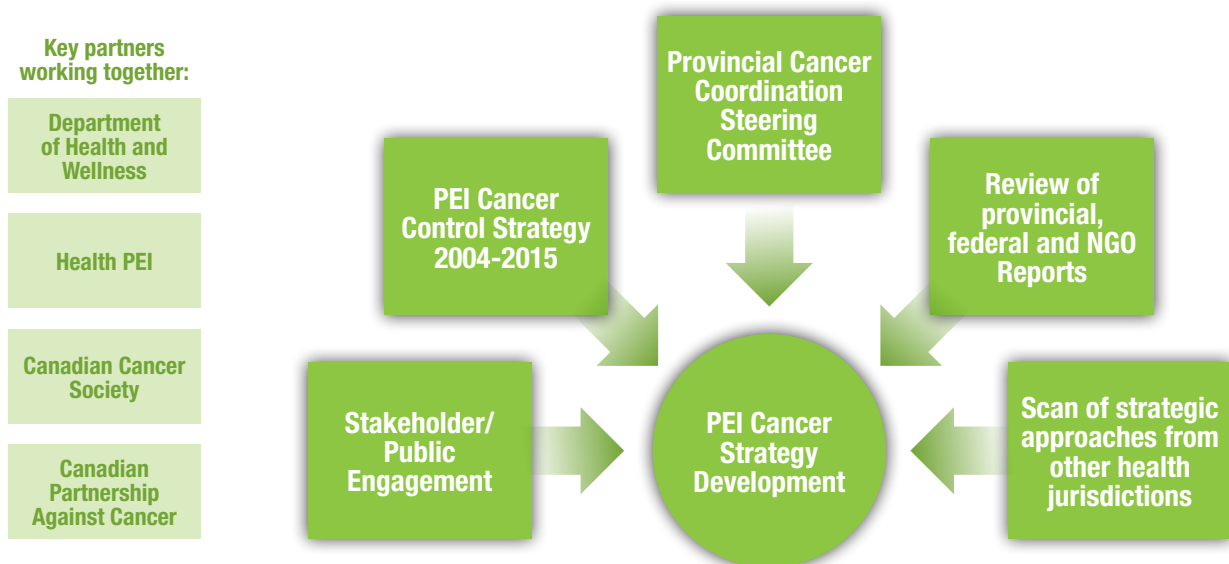 Key partners
working together:
Department
of Health and
Wellness
Health PEI
Canadian Cancer
Society
Canadian
Partnership
Against Cancer
Provincial Cancer
Coordination
Steering
Committee
PEI Cancer
Control Strategy
2004-2015
Review of
provincial,
federal and NGO
Reports
Stakeholder/
Public
Engagement
PEI Cancer
Strategy
Development
Scan of strategic
approaches from
other health
jurisdictions